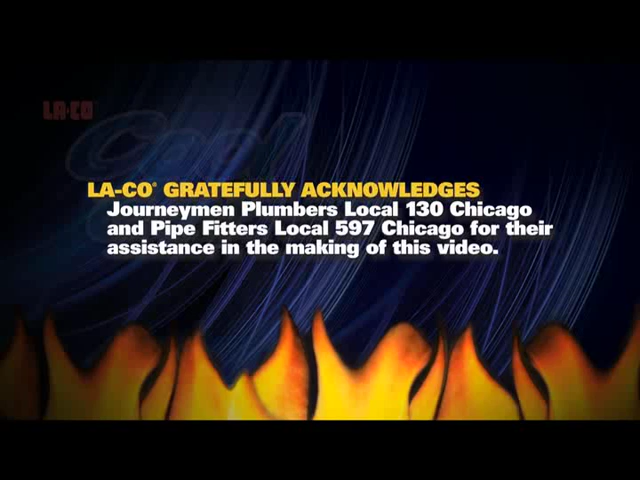 LA-CO
Cool
LA-CO® GRATEFULLY ACKNOWLEDGES
Journeymen Plumbers Local 130 Chicago
and Pipe Fitters Local 597 Chicago for their
assistance in the making of this video.